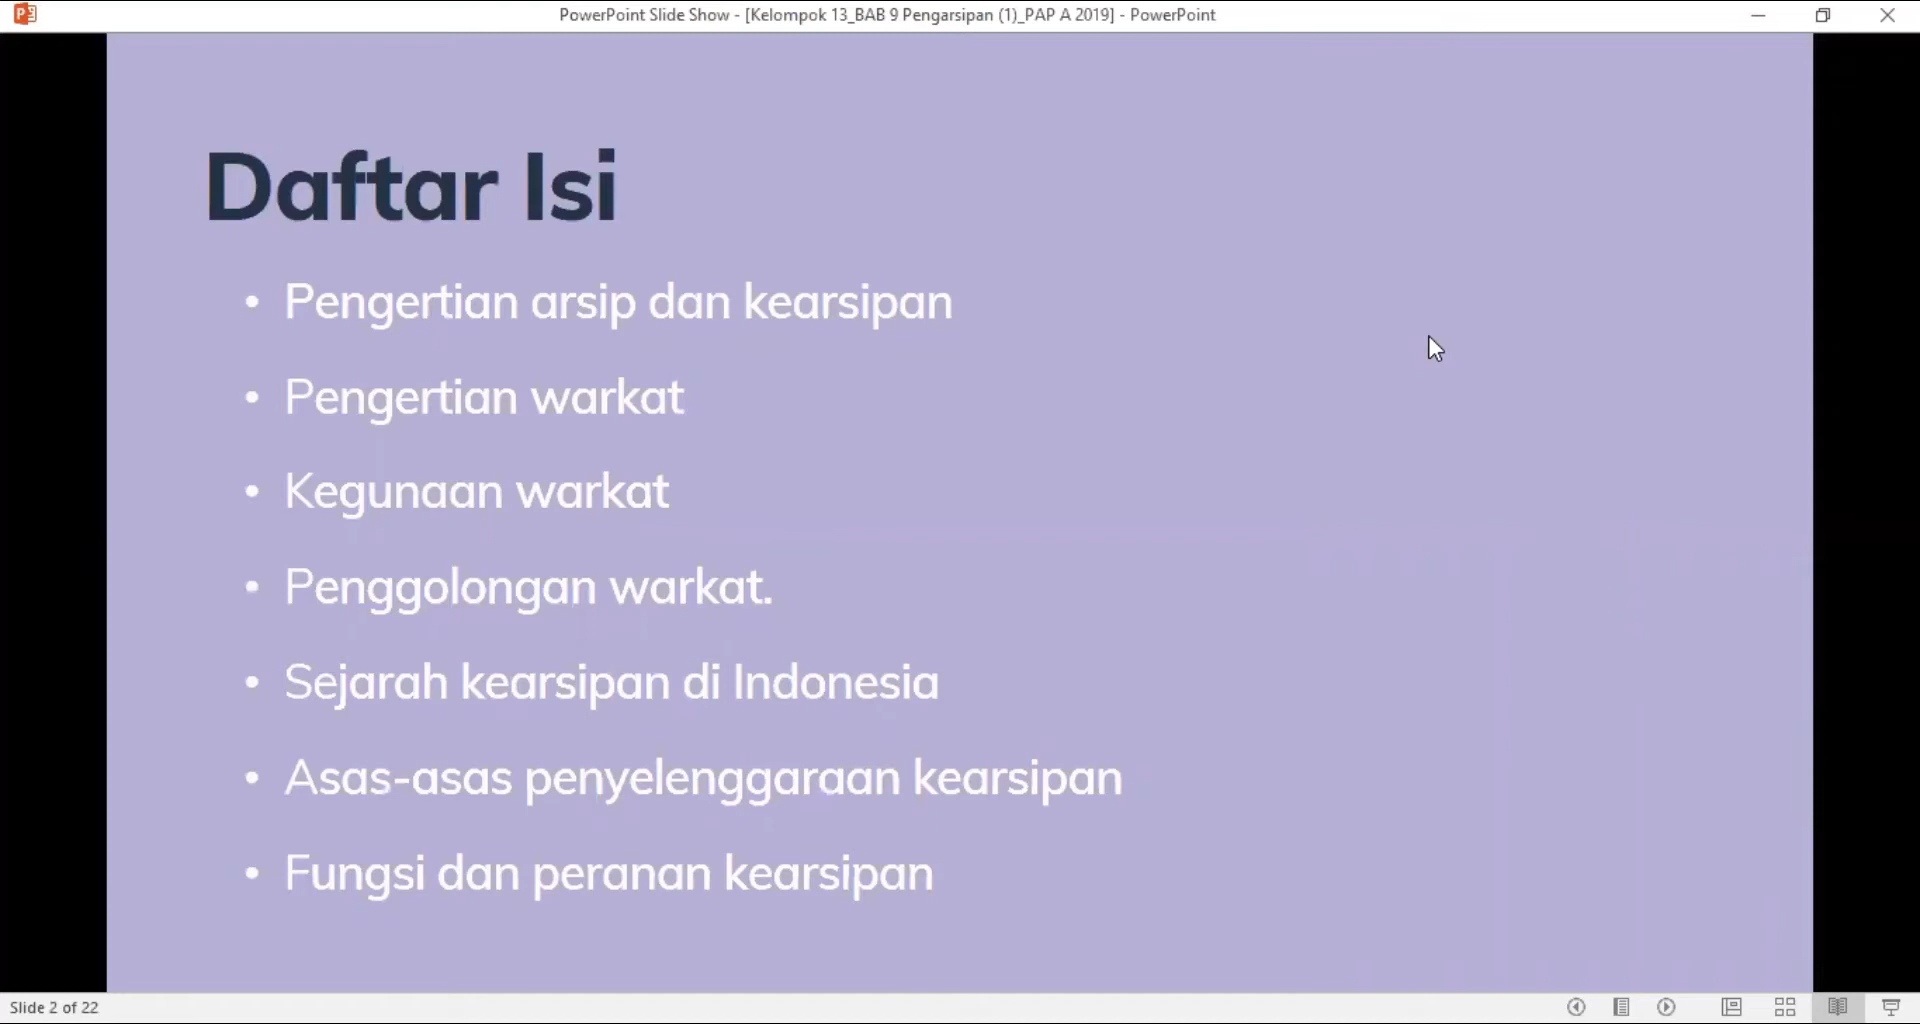 PowerPoint Slide Show - [Kelompok 13_BAB 9 Pengarsipan (1)_PAP A 2019] - PowerPoint
Daftar Isi
• Pengertian arsip dan kearsipan
• Pengertian warkat
• Kegunaan warkat
• Penggolongan warkat.
• Sejarah kearsipan di Indonesia
• Asas-asas penyelenggaraan kearsipan
• Fungsi dan peranan kearsipan
Slide 2 of 22